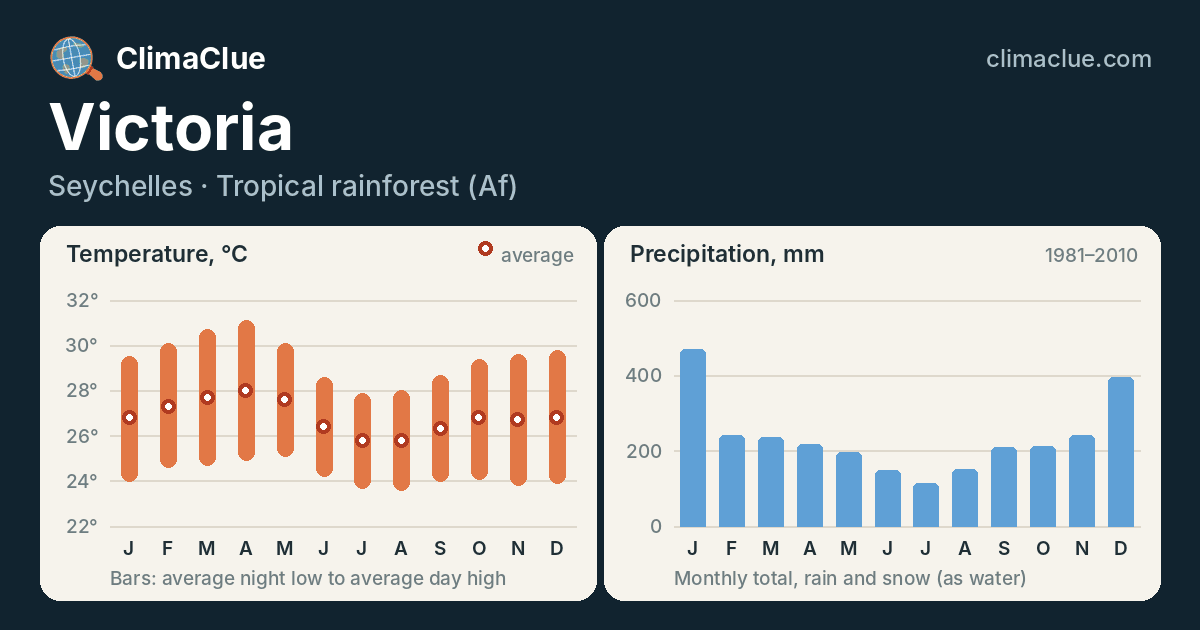 ClimaClue
climaclue.com
Victoria
Seychelles · Tropical rainforest (Af)
Temperature, °C
average
32°
30°
28°
26°
24°
22°
J F M A M J J A S O N D
Bars: average night low to average day high
Precipitation, mm
1981–2010
600
400
200
0
J F M A M J J A S O N D
Monthly total, rain and snow (as water)